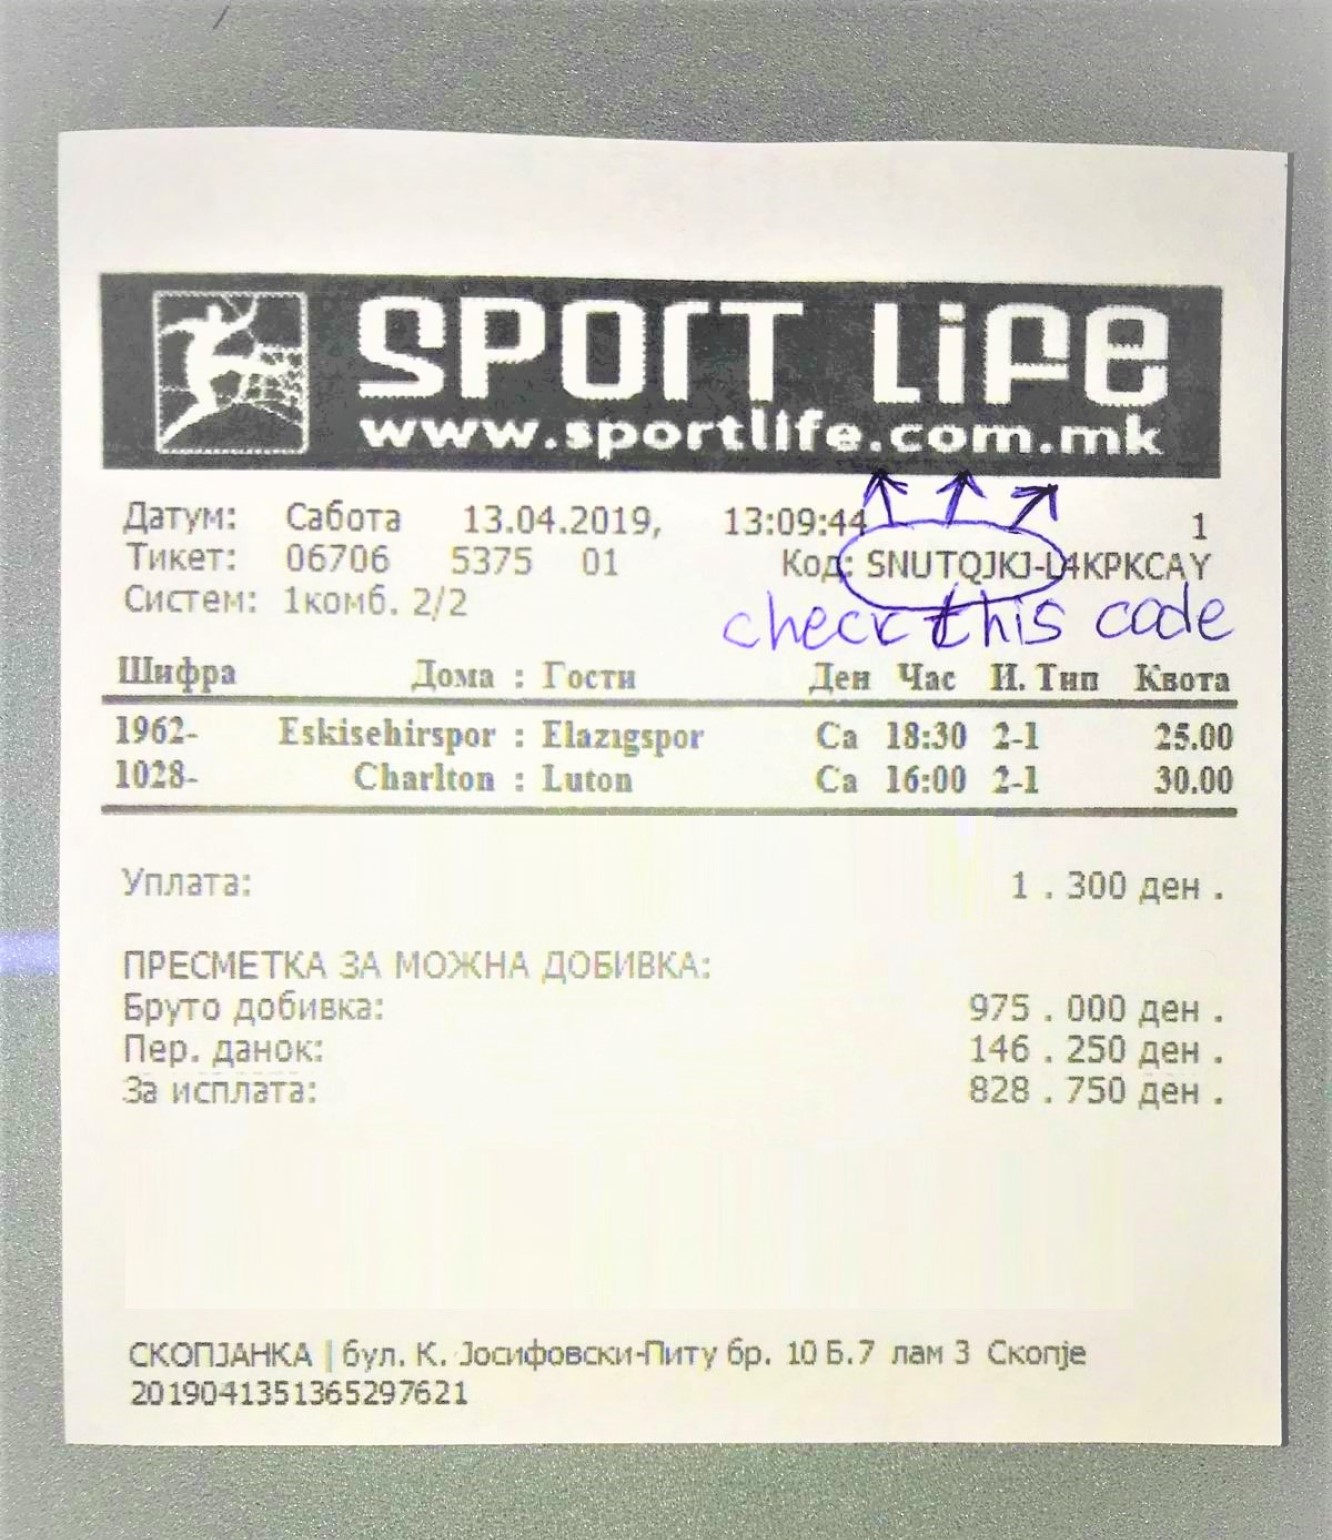 SPORT LIFE
www.sportlife.com.mk
Датум: Сабота 13.04.2019, 13:09:44 1
Тикет: 06706 5375 01 Код: SNUTQJKJ-L4KPKCAY
Систем: 1комб. 2/2
check this code
Шифра Дома : Гости Ден Час И. Тип Квота
1962- Eskisehirspor : Elazıgspor Са 18:30 2-1 25.00
1028- Charlton : Luton Са 16:00 2-1 30.00
Уплата: 1 . 300 ден .
ПРЕСМЕТКА ЗА МОЖНА ДОБИВКА:
Бруто добивка: 975 . 000 ден .
Пер. данок: 146 . 250 ден .
За исплата: 828 . 750 ден .
СКОПЈАНКА | бул. К. Јосифовски-Питу бр. 10 Б.7 лам 3 Скопје
2019041351365297621